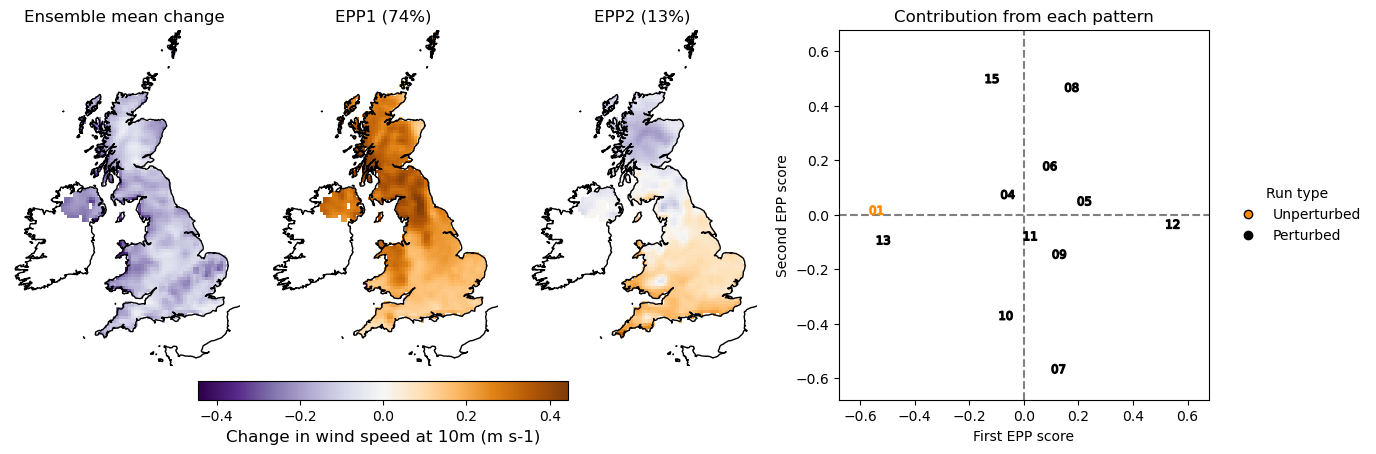 Ensemble mean change
EPP1 (74%)
EPP2 (13%)
−0.4 −0.2 0.0 0.2 0.4
Change in wind speed at 10m (m s-1)
Contribution from each pattern
Second EPP score
0.6
0.4
0.2
0.0
−0.2
−0.4
−0.6
15
08
06
04
05
01
12
11
13
09
10
07
−0.6 −0.4 −0.2 0.0 0.2 0.4 0.6
First EPP score
Run type
Unperturbed
Perturbed